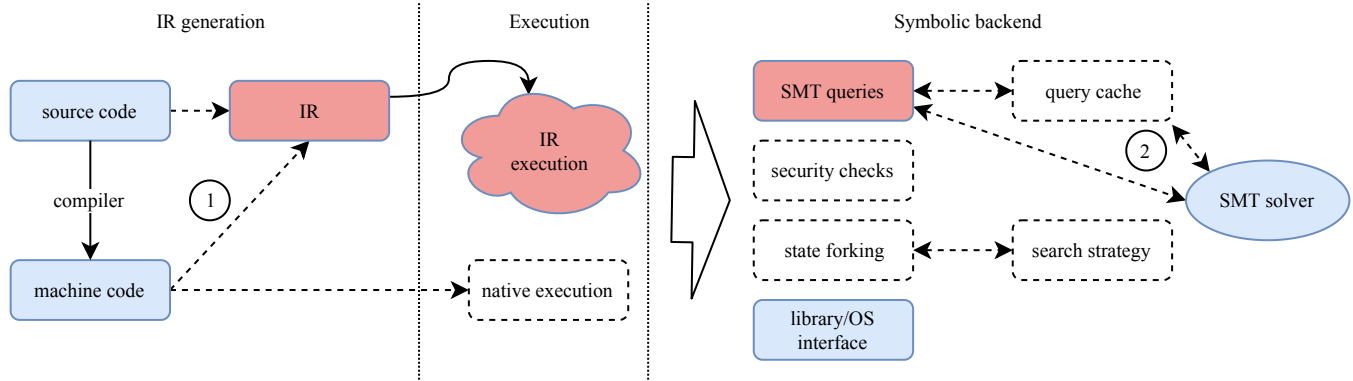 IR generation
Execution
Symbolic backend
source code
IR
IR
execution
SMT queries
query cache
compiler
1
security checks
2
SMT solver
machine code
native execution
state forking
search strategy
library/OS
interface